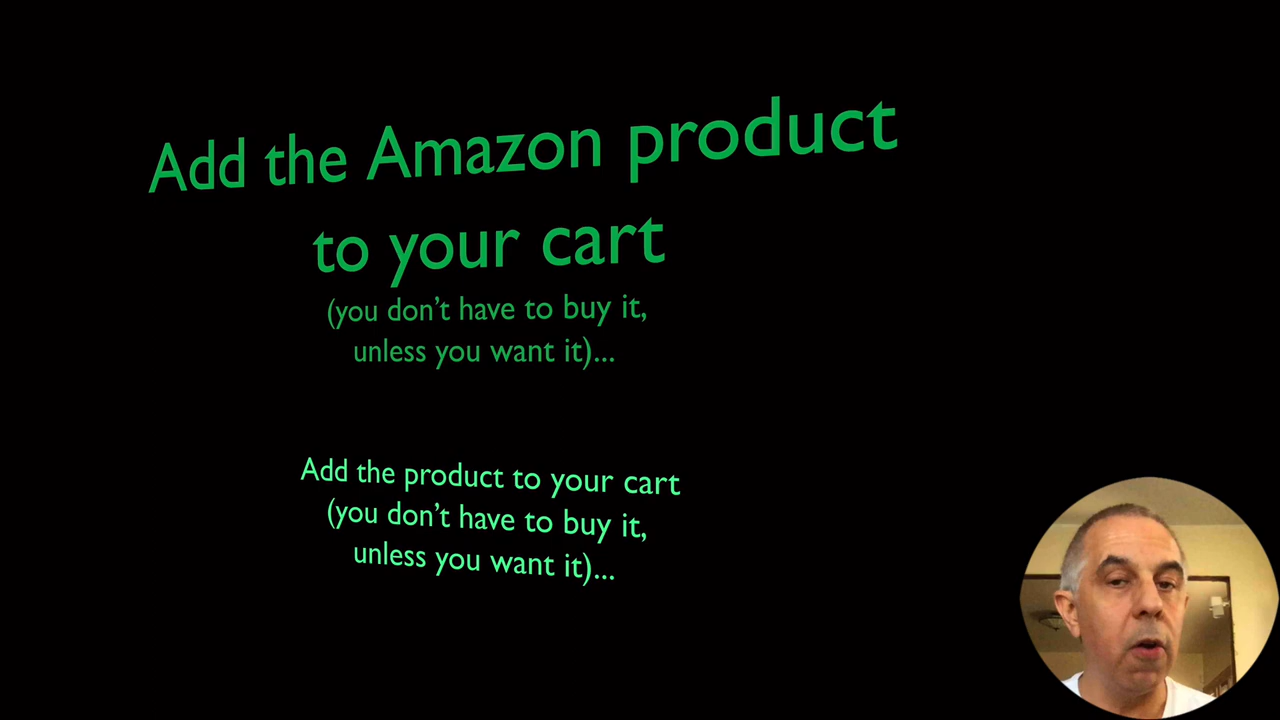 Add the Amazon product
to your cart
(you don't have to buy it,
unless you want it)...
Add the product to your cart
(you don't have to buy it,
unless you want it)...